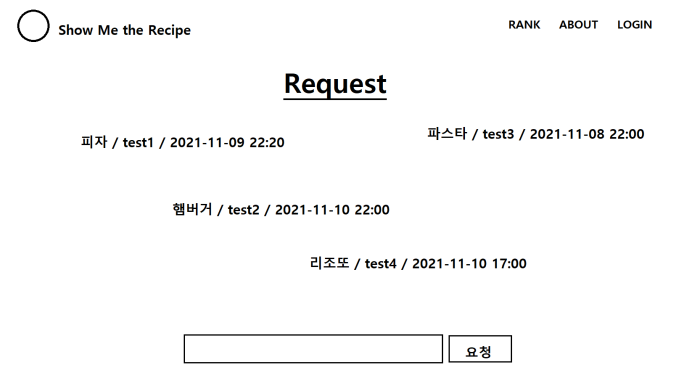 Show Me the Recipe
RANK ABOUT LOGIN
Request
피자 / test1 / 2021-11-09 22:20
파스타 / test3 / 2021-11-08 22:00
햄버거 / test2 / 2021-11-10 22:00
리조또 / test4 / 2021-11-10 17:00
요청